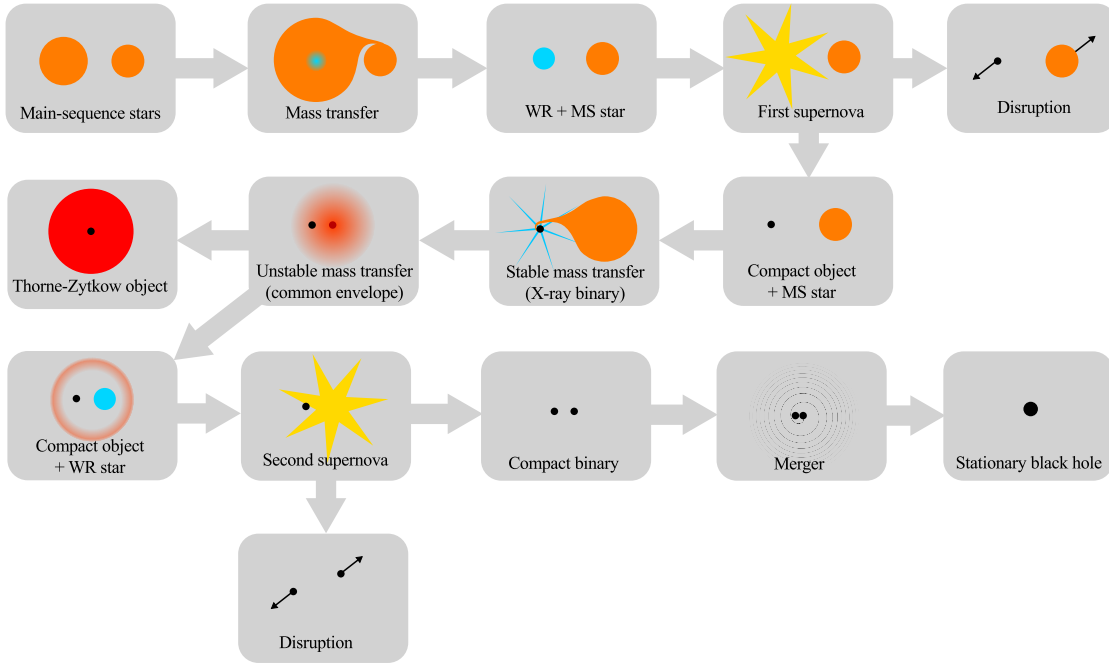 Main-sequence stars
Mass transfer
WR + MS star
First supernova
Disruption
Thorne-Zytkow object
Unstable mass transfer
(common envelope)
Stable mass transfer
(X-ray binary)
Compact object
+ MS star
Compact object
+ WR star
Second supernova
Compact binary
Merger
Stationary black hole
Disruption